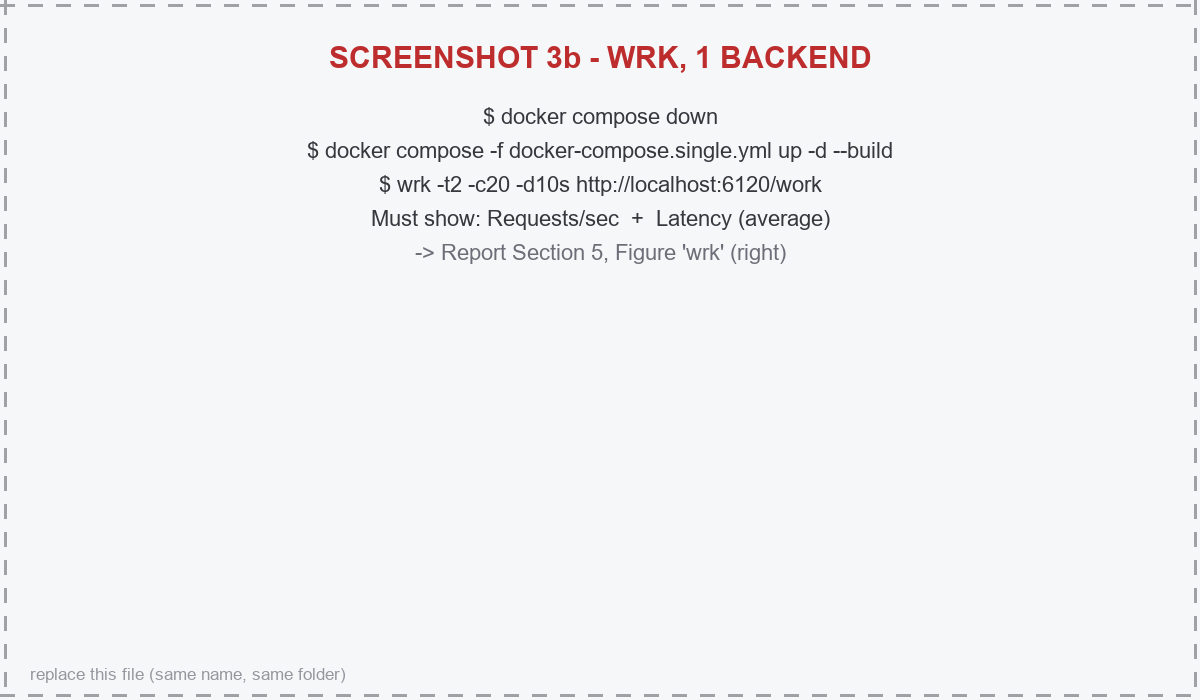 SCREENSHOT 3b - WRK, 1 BACKEND
$ docker compose down
$ docker compose -f docker-compose.single.yml up -d --build
$ wrk -t2 -c20 -d10s http://localhost:6120/work
Must show: Requests/sec  +  Latency (average)
-> Report Section 5, Figure 'wrk' (right)
replace this file (same name, same folder)